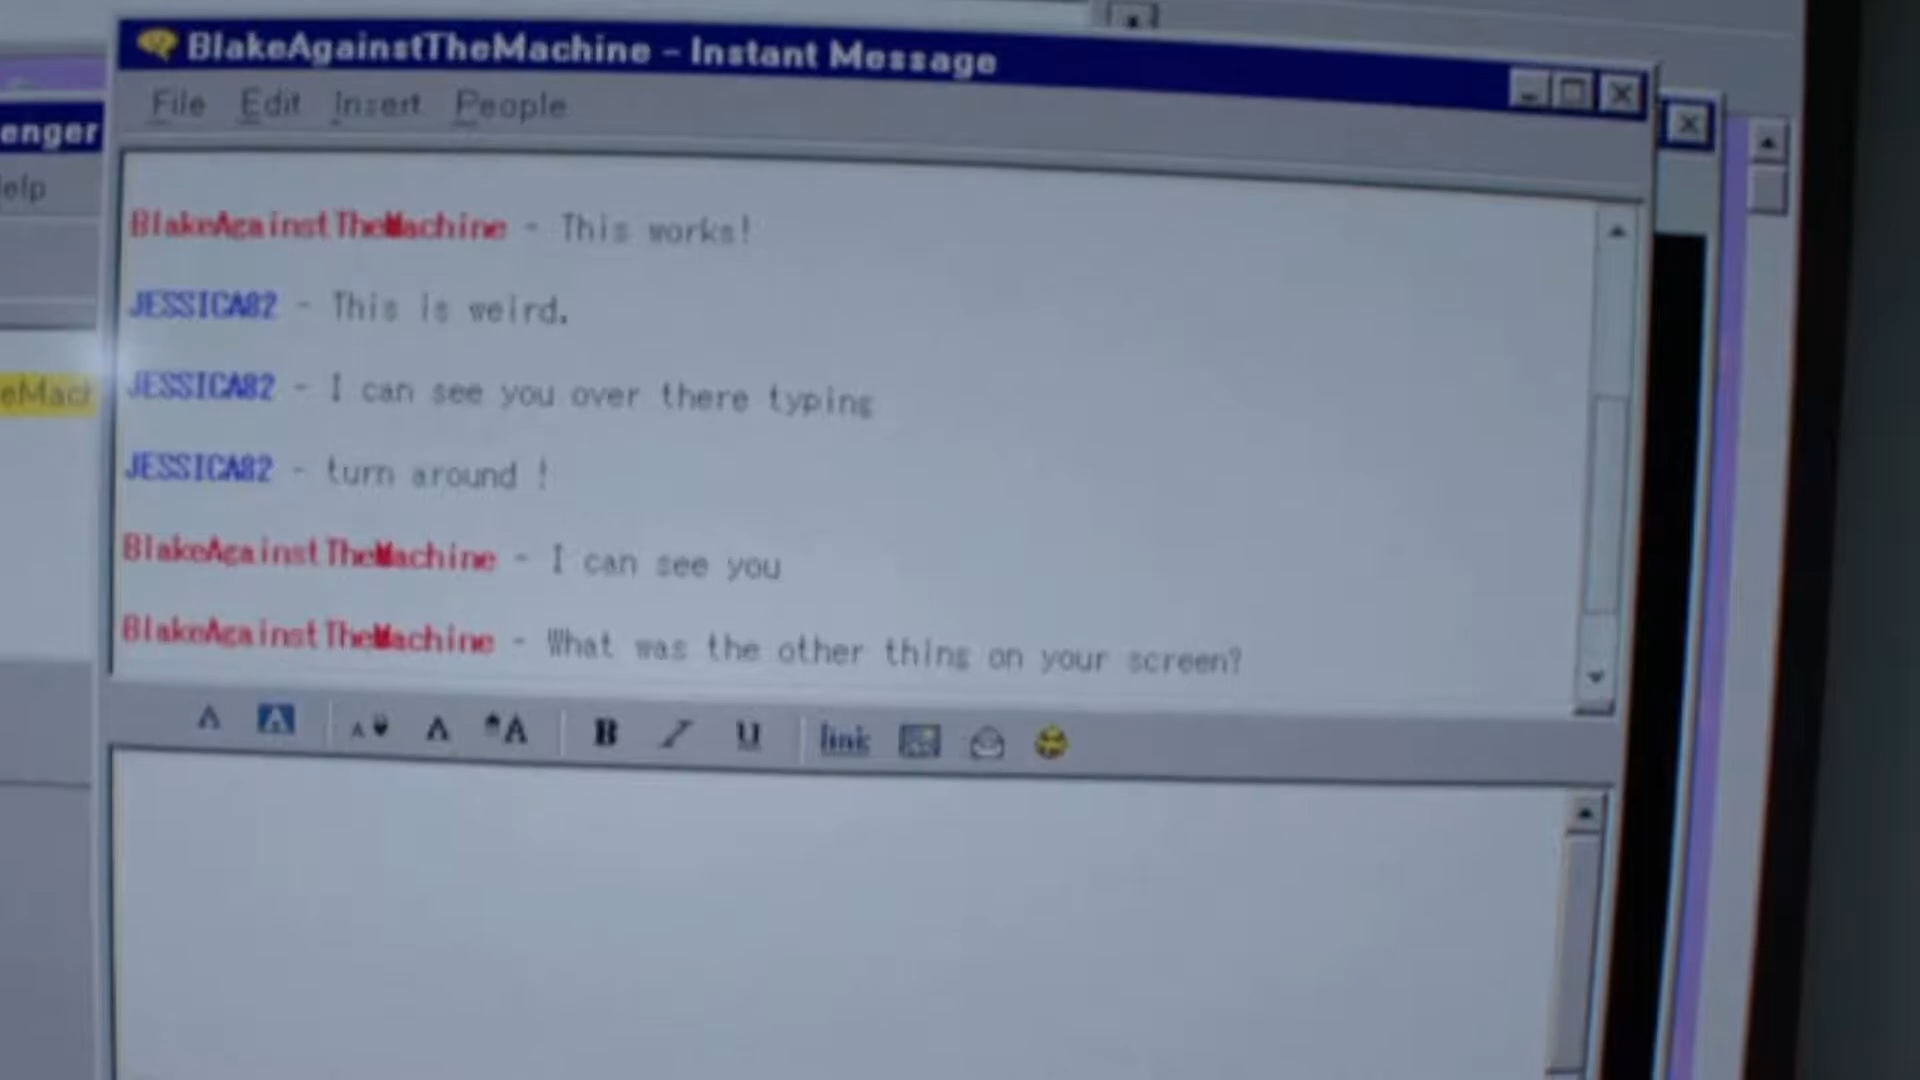 BlakeAgainstTheMachine - Instant Message
File Edit Insert People
enger
elp
BlakeAgainstTheMachine - This works!
JESSICA82 - This is weird.
JESSICA82 - I can see you over there typing
eMach
JESSICA82 - turn around !
BlakeAgainstTheMachine - I can see you
BlakeAgainstTheMachine - What was the other thing on your screen?
A A A A A B I U link